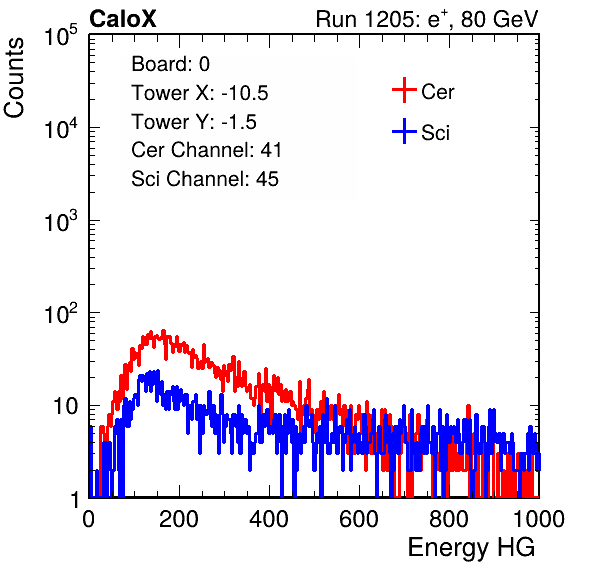 CaloX Run 1205: e⁺, 80 GeV
Board: 0
Tower X: -10.5
Tower Y: -1.5
Cer Channel: 41
Sci Channel: 45
Cer
Sci
Counts
10⁵
10⁴
10³
10²
10
1
0 200 400 600 800 1000
Energy HG